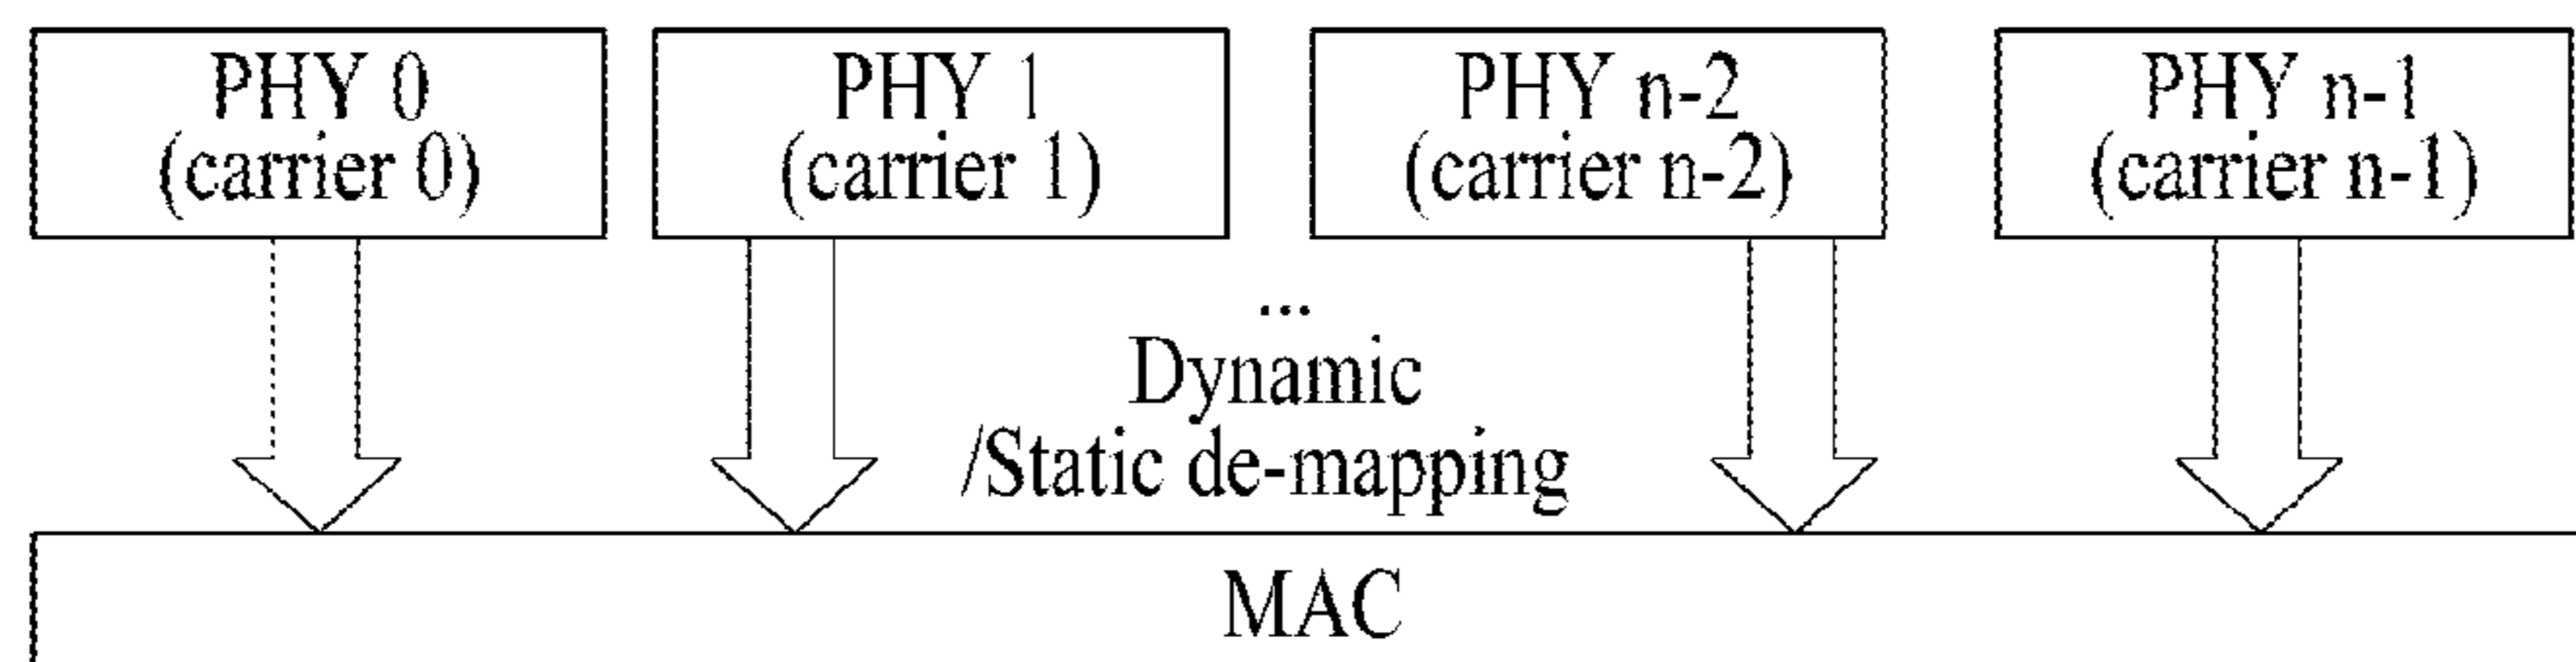 PHY 0
(carrier 0)
PHY 1
(carrier 1)
PHY n-2
(carrier n-2)
PHY n-1
(carrier n-1)
...
Dynamic
/Static de-mapping
MAC